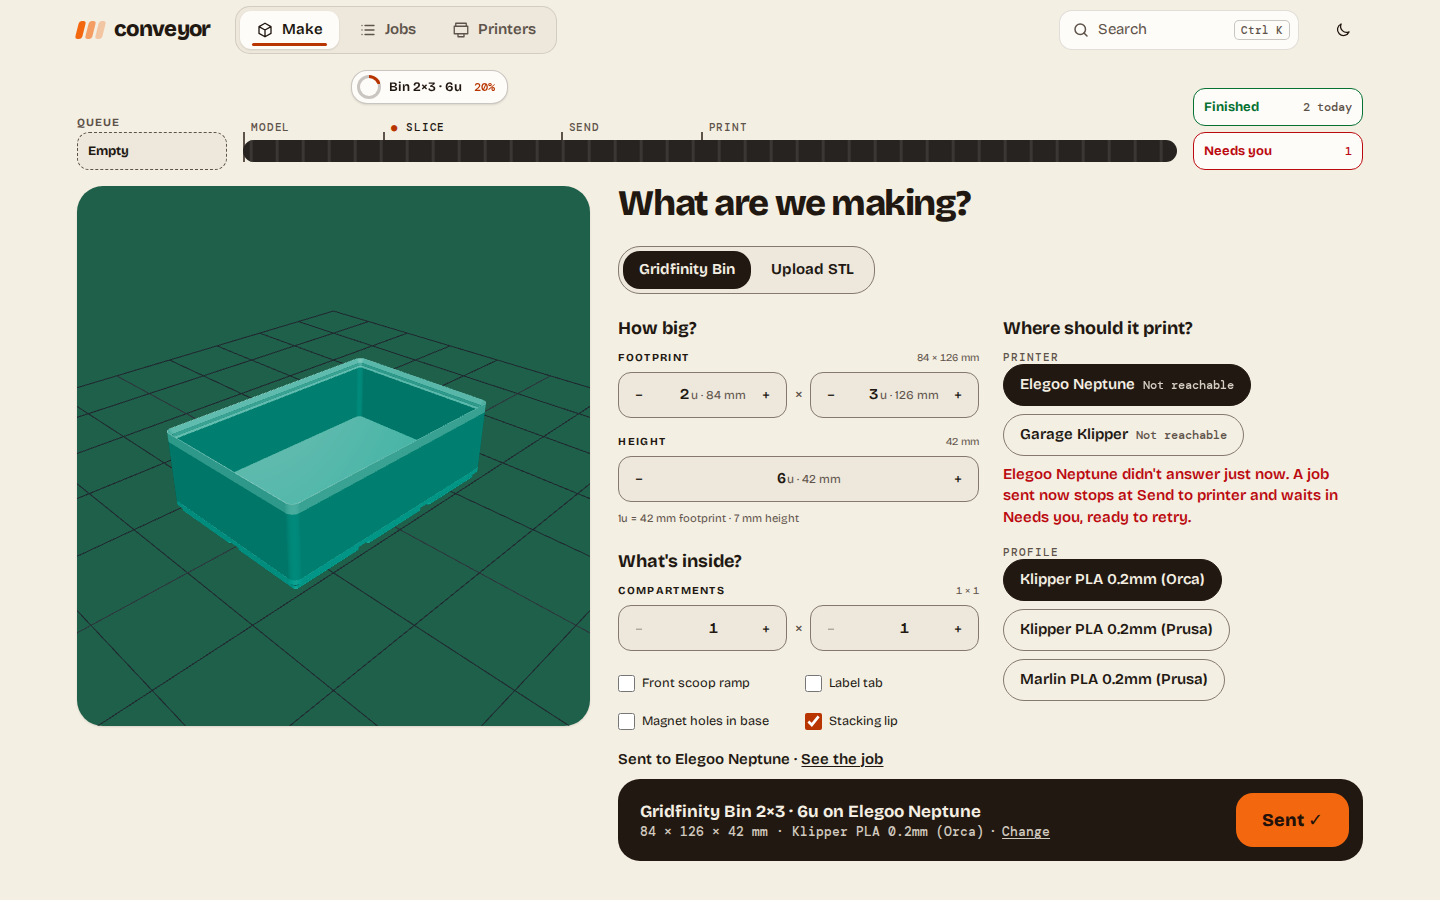 conveyor
Make
Jobs
Printers
Search
Ctrl K
Bin 2×3 · 6u 20%
QUEUE
Empty
MODEL
SLICE
SEND
PRINT
Finished 2 today
Needs you 1
What are we making?
Gridfinity Bin
Upload STL
How big?
FOOTPRINT 84 × 126 mm
− 2 u · 84 mm + × − 3 u · 126 mm +
HEIGHT 42 mm
− 6 u · 42 mm +
1u = 42 mm footprint · 7 mm height
What's inside?
COMPARTMENTS 1 × 1
− 1 + × − 1 +
Front scoop ramp
Label tab
Magnet holes in base
Stacking lip
Where should it print?
PRINTER
Elegoo Neptune Not reachable
Garage Klipper Not reachable
Elegoo Neptune didn't answer just now. A job
sent now stops at Send to printer and waits in
Needs you, ready to retry.
PROFILE
Klipper PLA 0.2mm (Orca)
Klipper PLA 0.2mm (Prusa)
Marlin PLA 0.2mm (Prusa)
Sent to Elegoo Neptune · See the job
Gridfinity Bin 2×3 · 6u on Elegoo Neptune
84 × 126 × 42 mm · Klipper PLA 0.2mm (Orca) · Change
Sent ✓